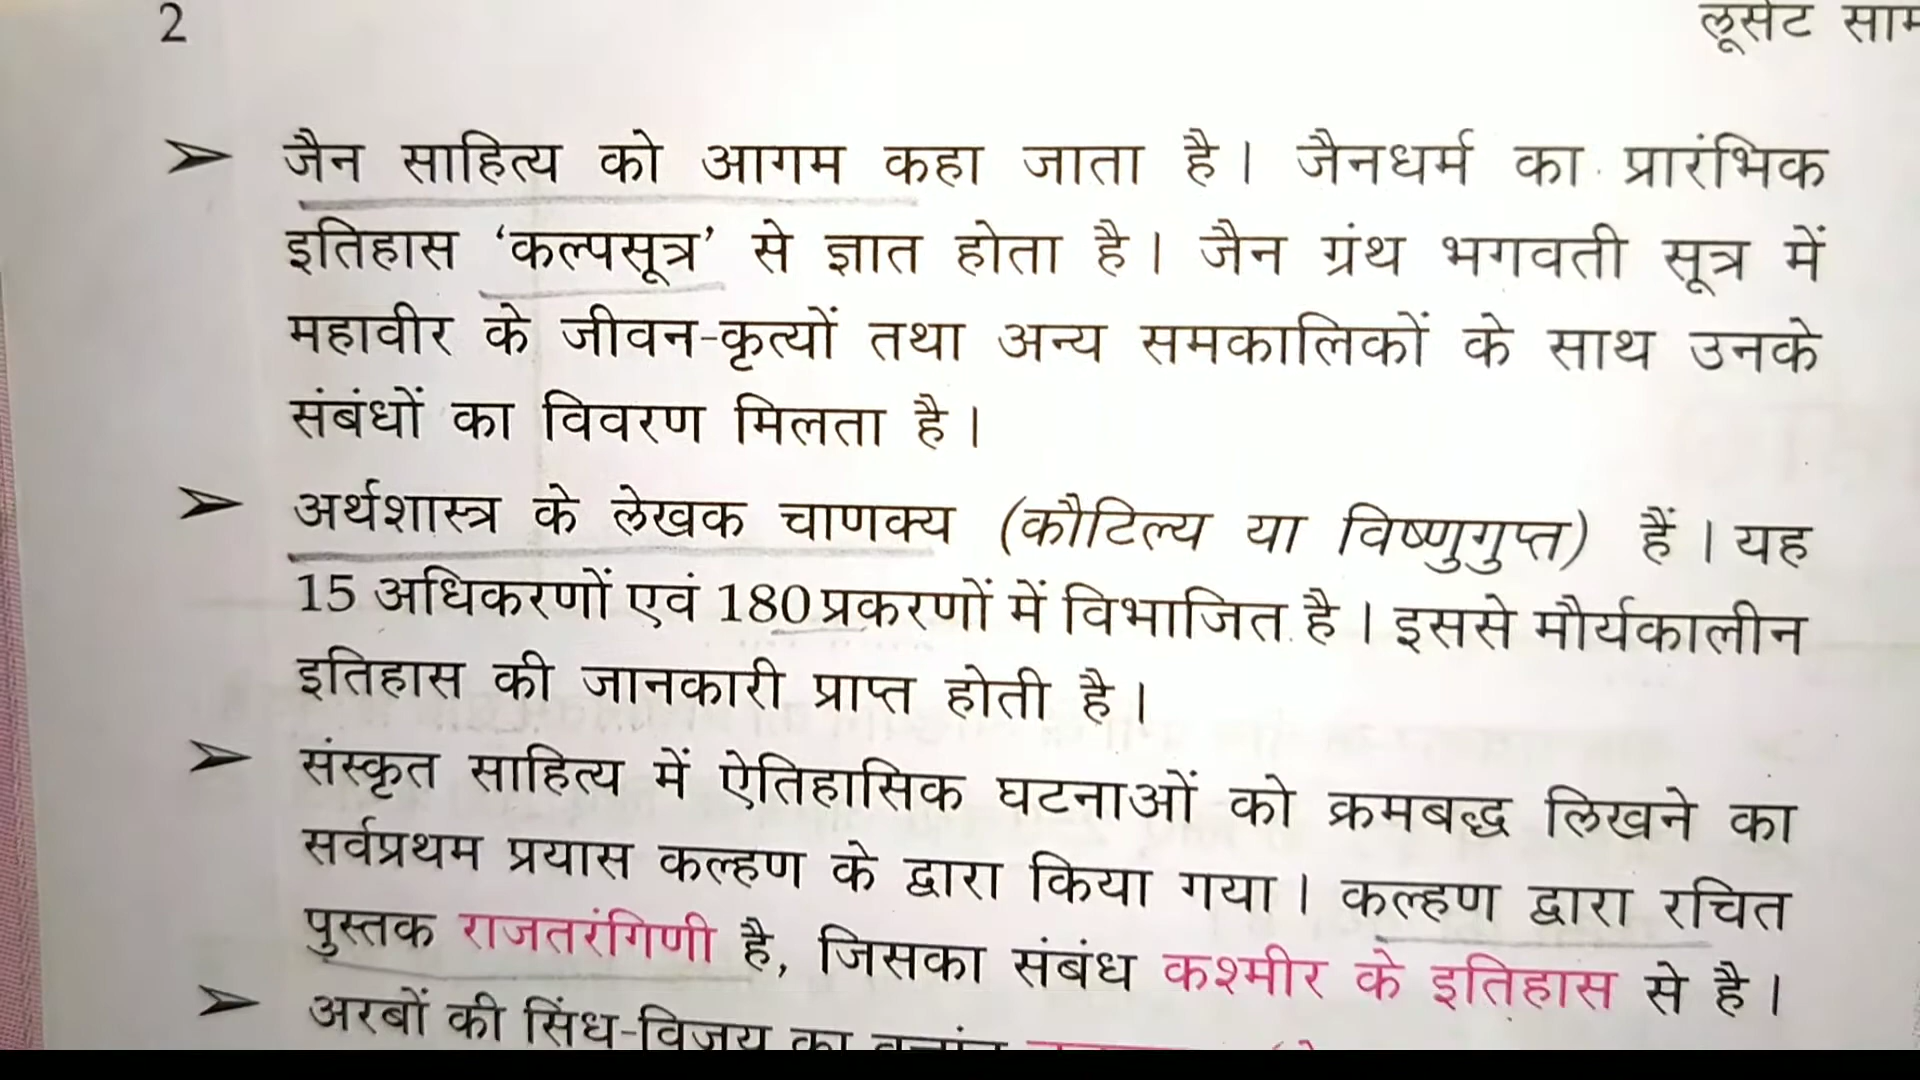 2
लूसेंट
➢ जैन साहित्य को आगम कहा जाता है। जैनधर्म का प्रारंभिक
इतिहास ‘कल्पसूत्र’ से ज्ञात होता है। जैन ग्रंथ भगवती सूत्र में
महावीर के जीवन-कृत्यों तथा अन्य समकालिकों के साथ उनके
संबंधों का विवरण मिलता है।
➢ अर्थशास्त्र के लेखक चाणक्य (कौटिल्य या विष्णुगुप्त) हैं। यह
15 अधिकरणों एवं 180 प्रकरणों में विभाजित है। इससे मौर्यकालीन
इतिहास की जानकारी प्राप्त होती है।
➢ संस्कृत साहित्य में ऐतिहासिक घटनाओं को क्रमबद्ध लिखने का
सर्वप्रथम प्रयास कल्हण के द्वारा किया गया। कल्हण द्वारा रचित
पुस्तक राजतरंगिणी है, जिसका संबंध कश्मीर के इतिहास से है।
➢ अरबों की सिंध-विजय का